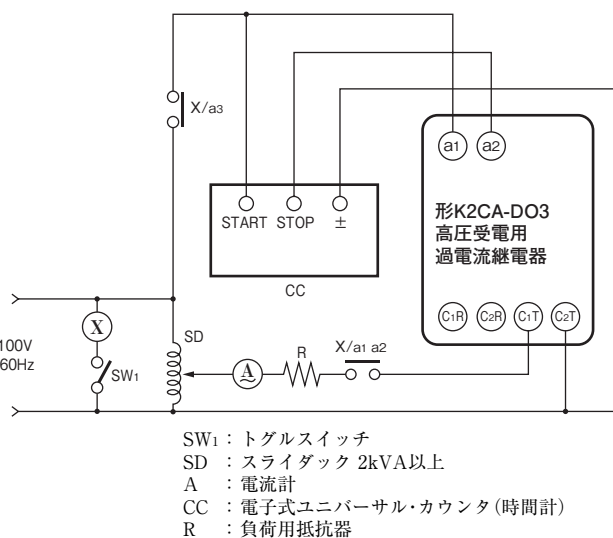 X/a3
START STOP ±
CC
a1 a2
形K2CA-DO3
高圧受電用
過電流継電器
C1R C2R C1T C2T
100V
60Hz
X
SW1
SD
A
R
X/a1 a2
SW1：トグルスイッチ
SD ：スライダック 2kVA以上
A ：電流計
CC ：電子式ユニバーサル・カウンタ（時間計）
R ：負荷用抵抗器